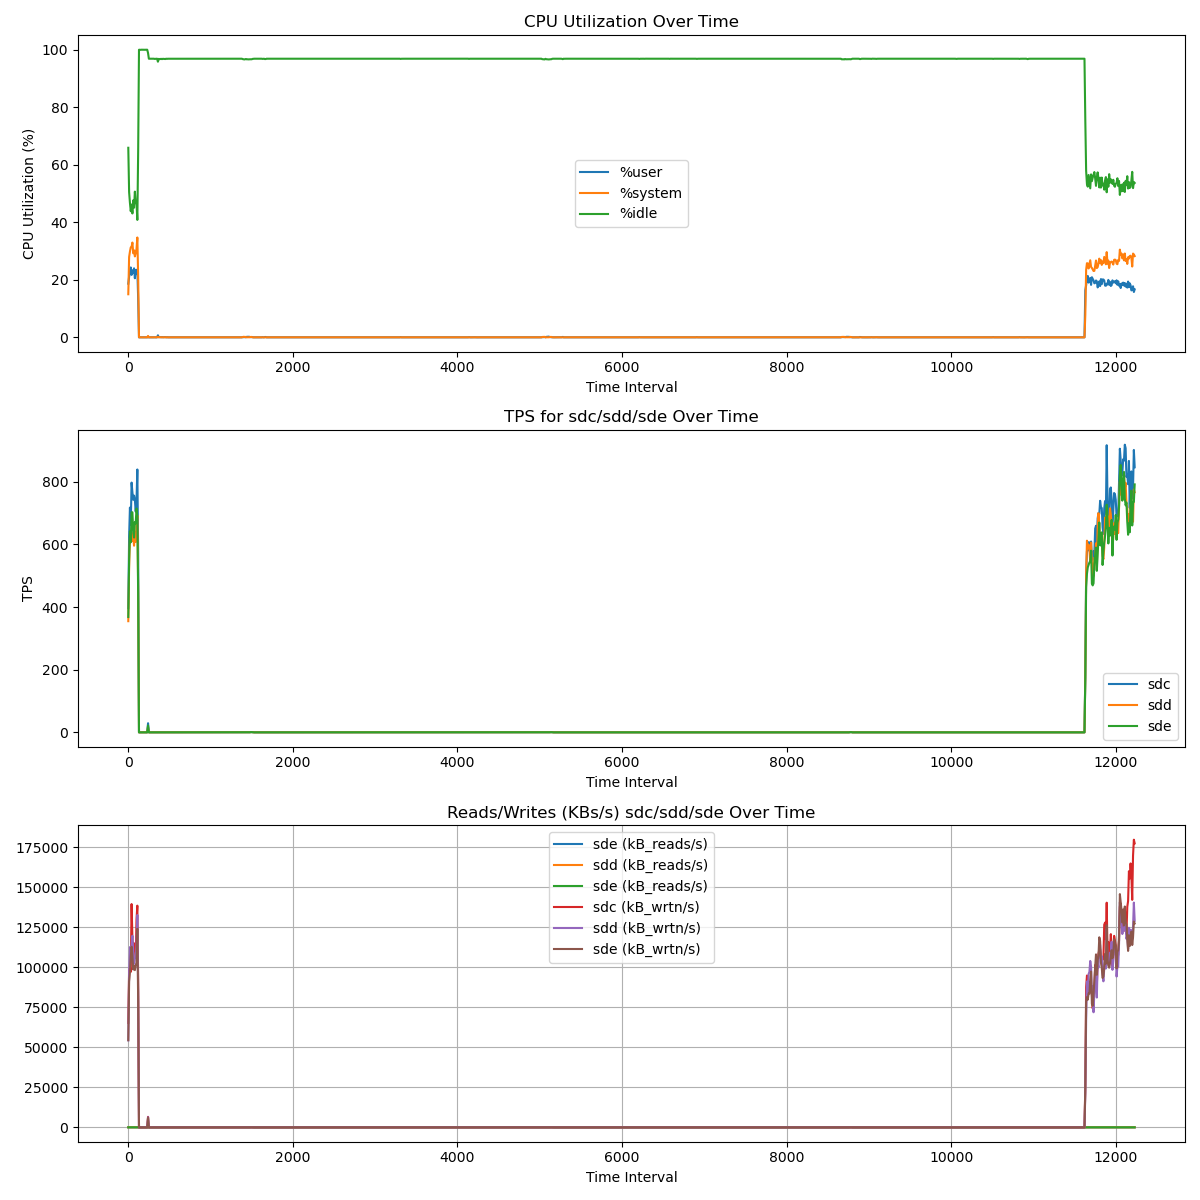 CPU Utilization Over Time
100
80
60
40
20
0
CPU Utilization (%)
%user
%system
%idle
0 2000 4000 6000 8000 10000 12000
Time Interval
TPS for sdc/sdd/sde Over Time
800
600
400
200
0
TPS
sdc
sdd
sde
0 2000 4000 6000 8000 10000 12000
Time Interval
Reads/Writes (KBs/s) sdc/sdd/sde Over Time
175000
150000
125000
100000
75000
50000
25000
0
sde (kB_reads/s)
sdd (kB_reads/s)
sde (kB_reads/s)
sdc (kB_wrtn/s)
sdd (kB_wrtn/s)
sde (kB_wrtn/s)
0 2000 4000 6000 8000 10000 12000
Time Interval